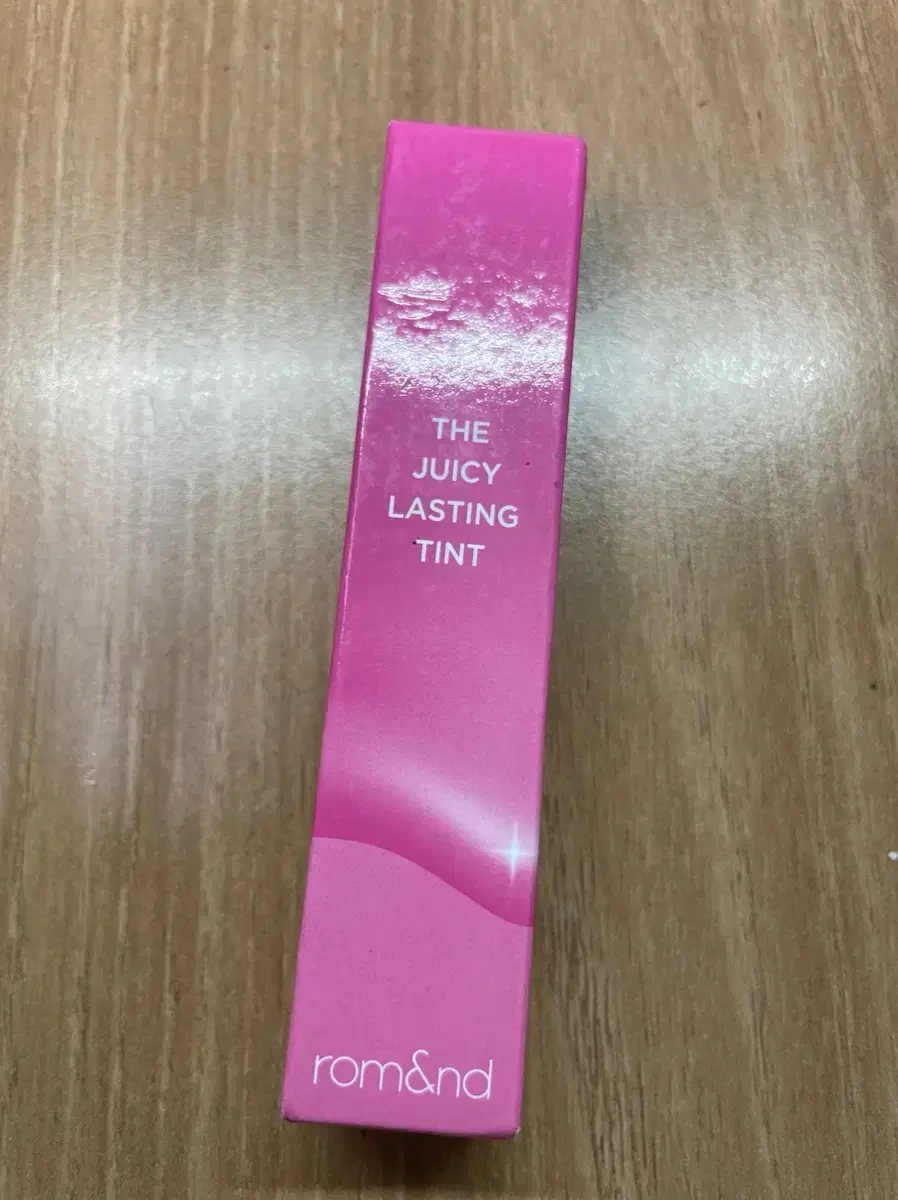 THE
JUICY
LASTING
TINT
rom&nd